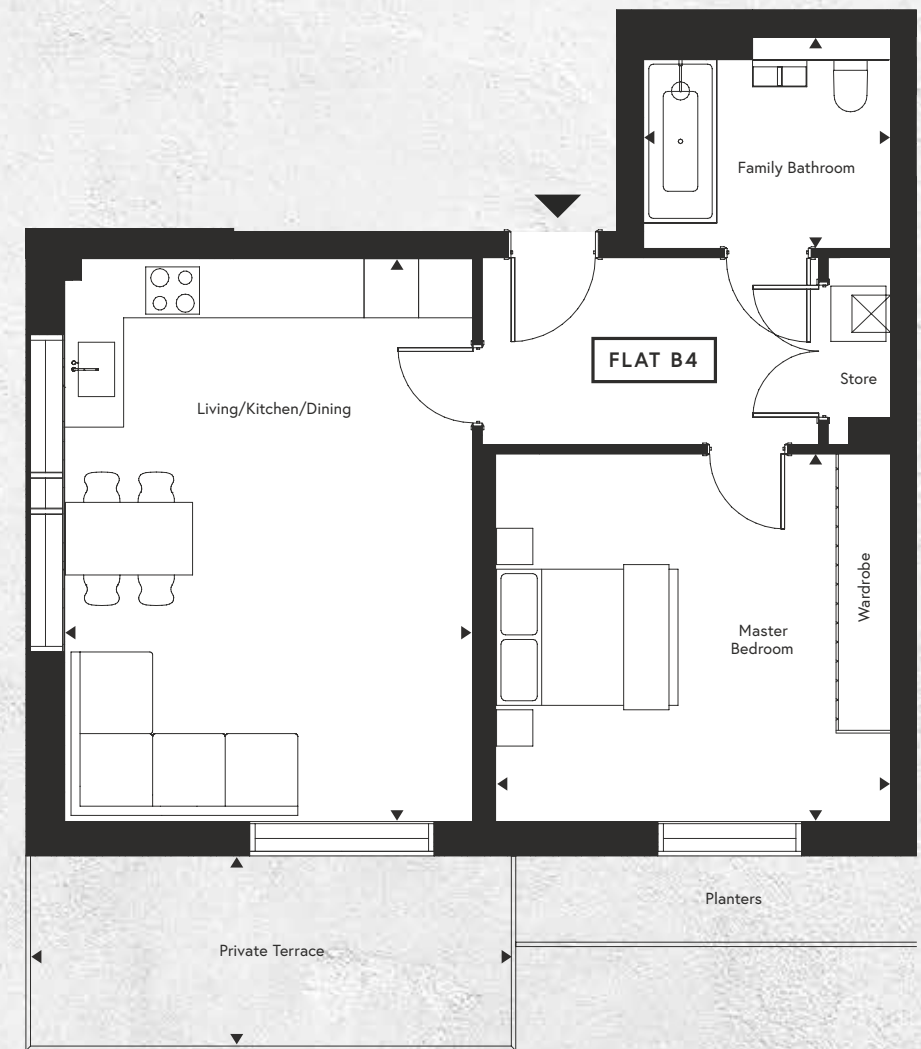 Family Bathroom
FLAT B4
Store
Living/Kitchen/Dining
Wardrobe
Master
Bedroom
Planters
Private Terrace